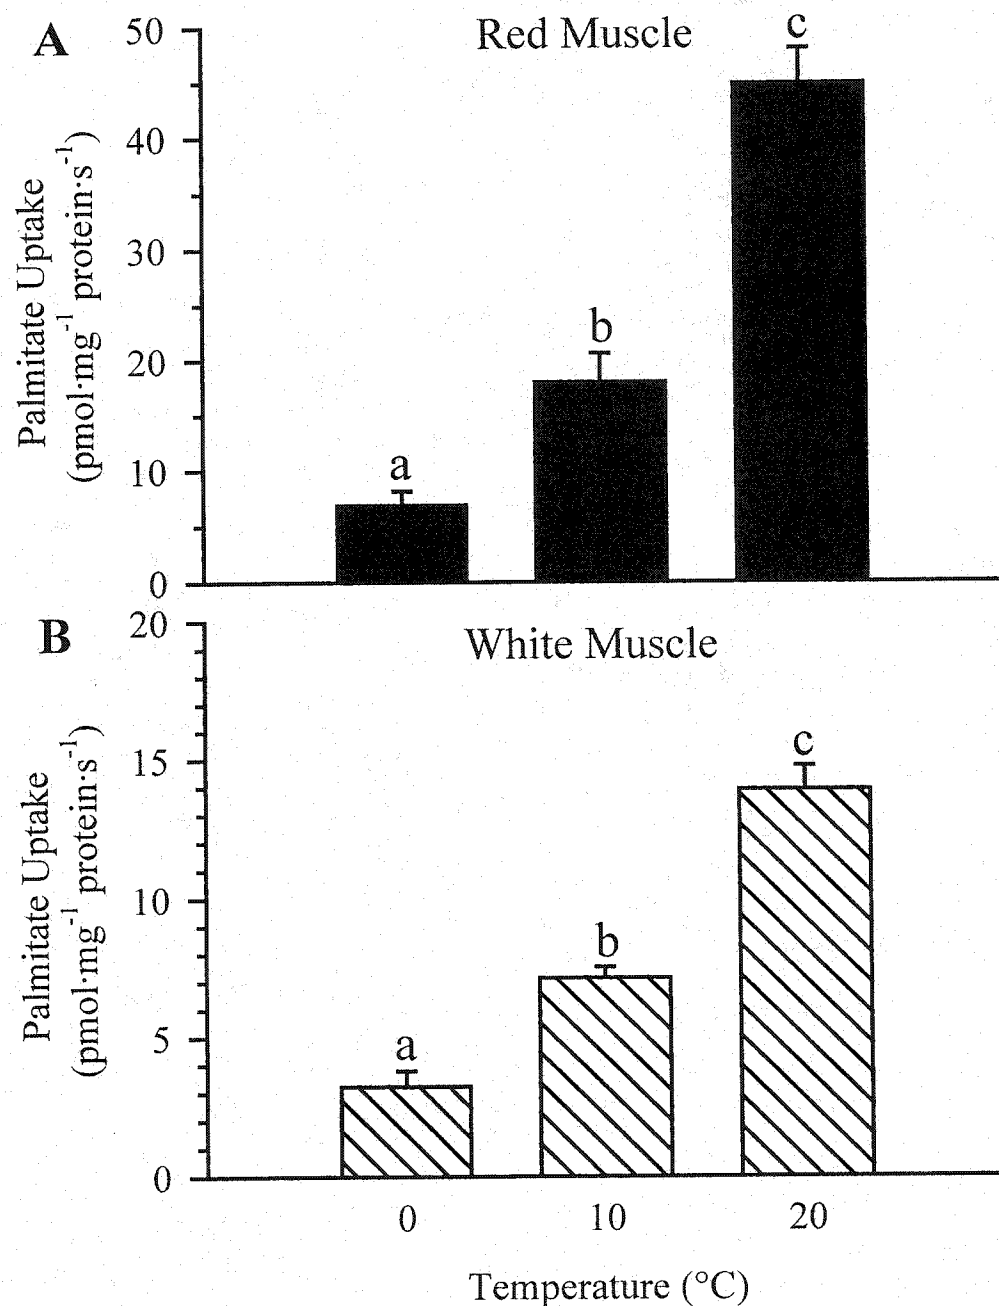 A
Red Muscle
50
40
30
20
10
0
Palmitate Uptake
(pmol·mg⁻¹ protein·s⁻¹)
a
b
c
B
White Muscle
20
15
10
5
0
Palmitate Uptake
(pmol·mg⁻¹ protein·s⁻¹)
a
b
c
0 10 20
Temperature (°C)